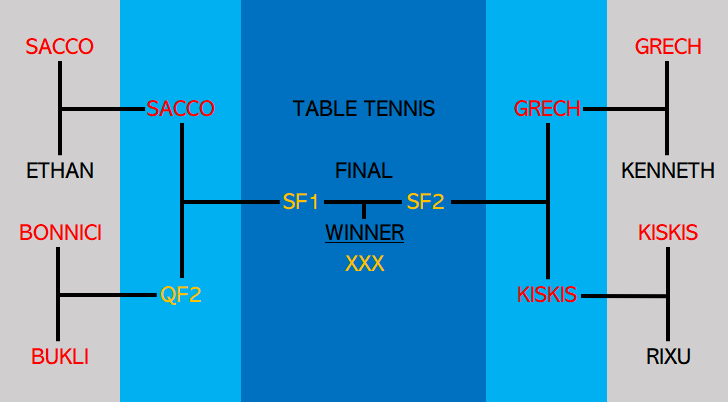 SACCO
GRECH
SACCO
TABLE TENNIS
GRECH
ETHAN
FINAL
KENNETH
SF1
SF2
BONNICI
WINNER
KISKIS
XXX
QF2
KISKIS
BUKLI
RIXU